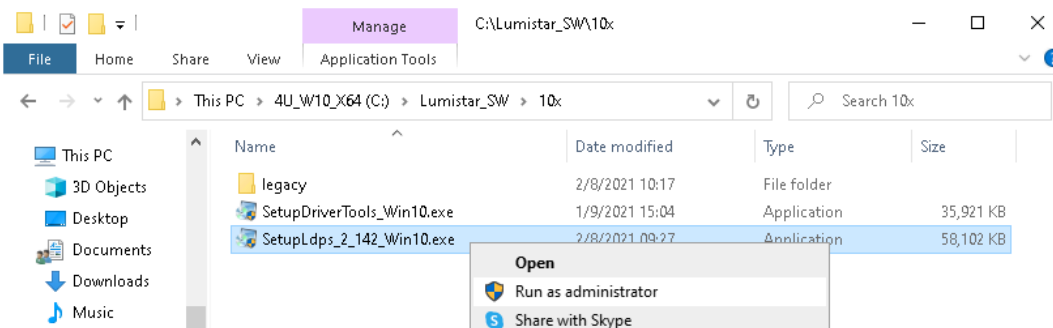 Manage C:\Lumistar_SW\10x
File Home Share View Application Tools
This PC > 4U_W10_X64 (C:) > Lumistar_SW > 10x Search 10x
This PC
3D Objects
Desktop
Documents
Downloads
Music
Name Date modified Type Size
legacy 2/8/2021 10:17 File folder
SetupDriverTools_Win10.exe 1/9/2021 15:04 Application 35,921 KB
SetupLdps_2_142_Win10.exe 2/8/2021 09:27 Application 58,102 KB
Open
Run as administrator
Share with Skype